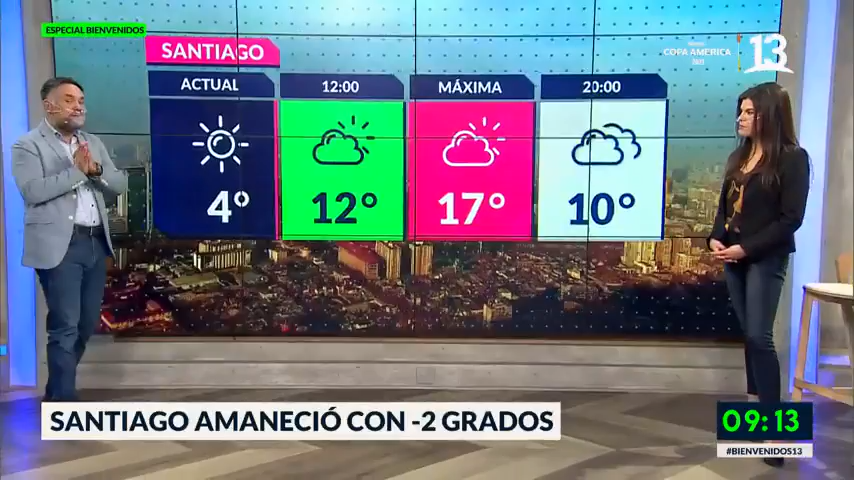 ESPECIAL BIENVENIDOS
SANTIAGO
COPA AMERICA
2021
13
ACTUAL
12:00
MÁXIMA
20:00
4°
12°
17°
10°
SANTIAGO AMANECIÓ CON -2 GRADOS
09:13
#BIENVENIDOS13